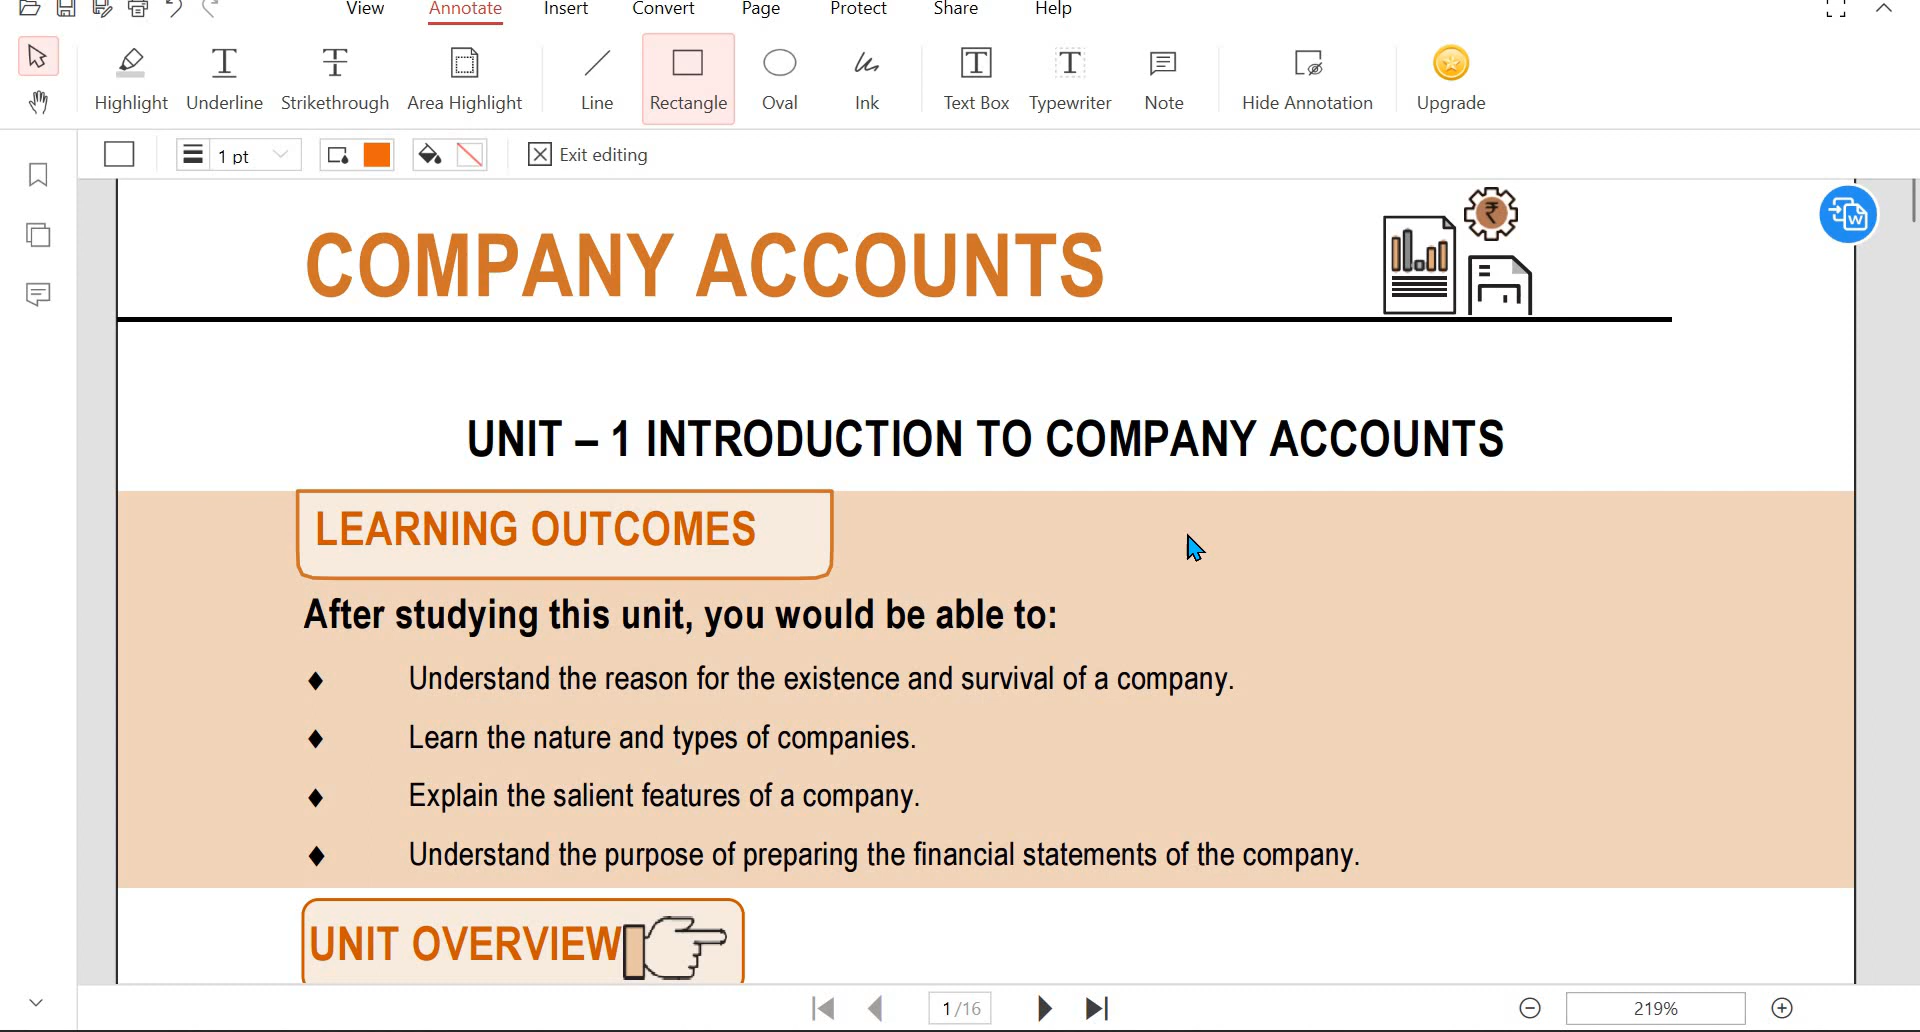 View Annotate Insert Convert Page Protect Share Help
Highlight Underline Strikethrough Area Highlight Line Rectangle Oval Ink Text Box Typewriter Note Hide Annotation Upgrade
1 pt Exit editing
COMPANY ACCOUNTS
₹
W
UNIT – 1 INTRODUCTION TO COMPANY ACCOUNTS
LEARNING OUTCOMES
After studying this unit, you would be able to:
♦ Understand the reason for the existence and survival of a company.
♦ Learn the nature and types of companies.
♦ Explain the salient features of a company.
♦ Understand the purpose of preparing the financial statements of the company.
UNIT OVERVIEW
1 /16 219%